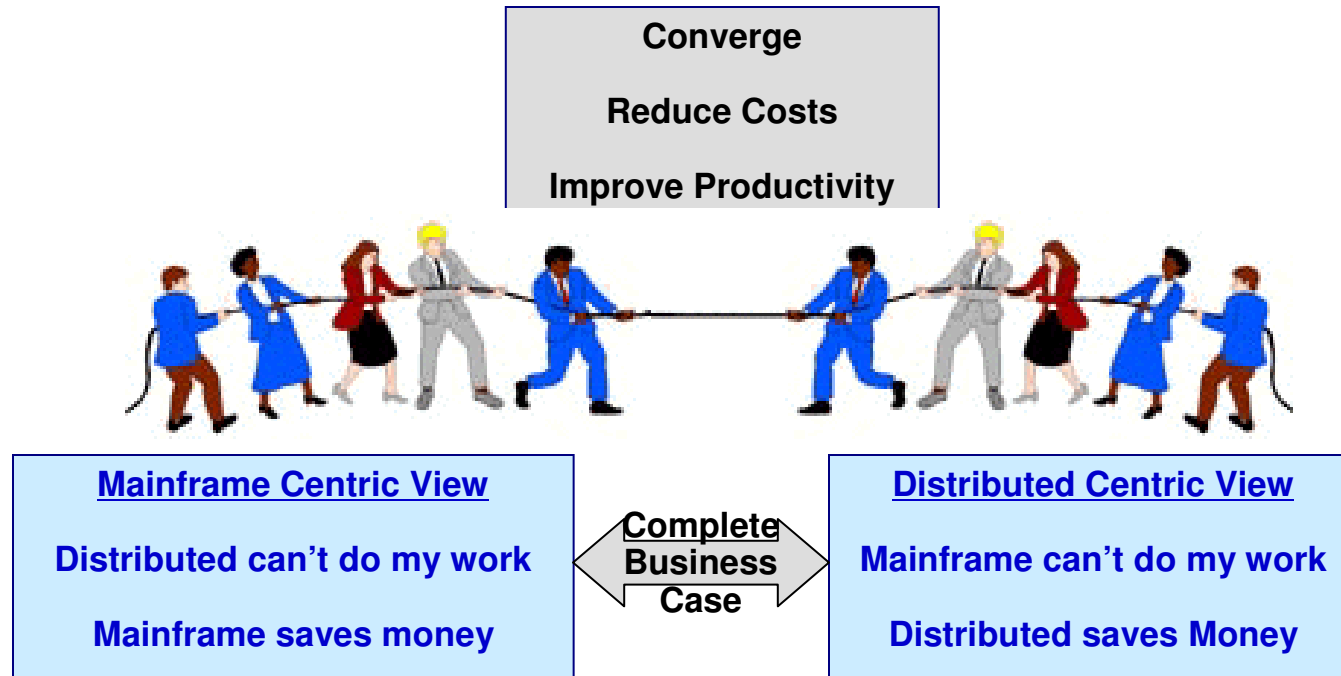 Converge
Reduce Costs
Improve Productivity
Mainframe Centric View
Distributed can’t do my work
Mainframe saves money
Complete
Business
Case
Distributed Centric View
Mainframe can’t do my work
Distributed saves Money